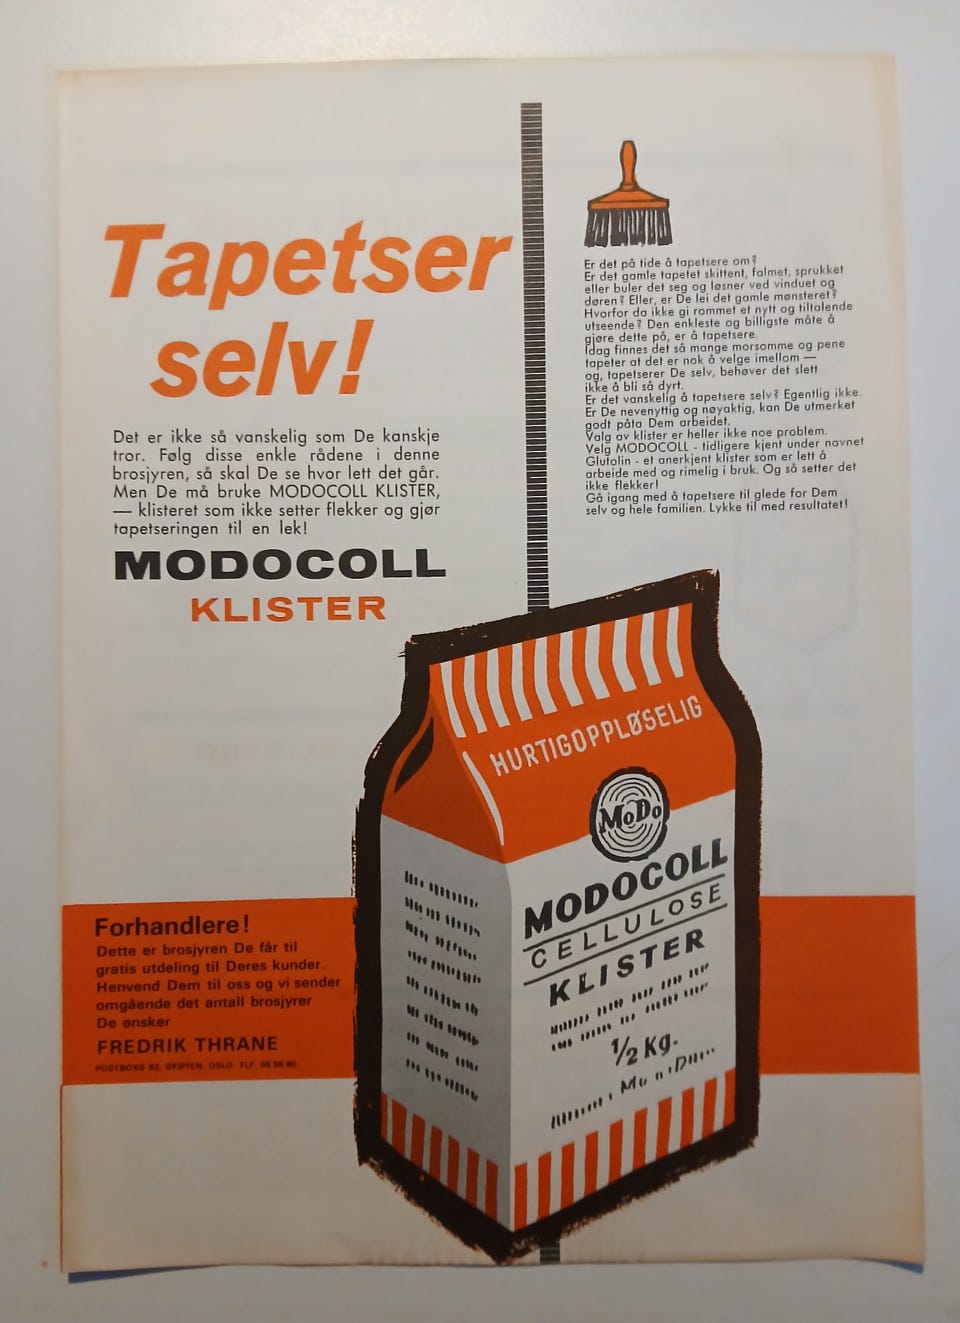 Tapetser
selv!
Det er ikke så vanskelig som De kanskje
tror. Følg disse enkle rådene i denne
brosjyren, så skal De se hvor lett det går.
Men De må bruke MODOCOLL KLISTER,
— klisteret som ikke setter flekker og gjør
tapetseringen til en lek!
MODOCOLL
KLISTER
Er det på tide å tapetsere om?
Er det gamle tapetet skittent, falmet, sprukket
eller buler det seg og løsner ved vinduet og
døren? Eller, er De lei det gamle mønsteret?
Hvorfor da ikke gi rommet et nytt og tiltalende
utseende? Den enkleste og billigste måte å
gjøre dette på, er å tapetsere.
Idag finnes det så mange morsomme og pene
tapeter at det er nok å velge imellom —
og, tapetserer De selv, behøver det slett
ikke å bli så dyrt.
Er det vanskelig å tapetsere selv? Egentlig ikke.
Er De nevenyttig og nøyaktig, kan De utmerket
godt påta Dem arbeidet.
Valg av klister er heller ikke noe problem.
Velg MODOCOLL - tidligere kjent under navnet
Glutolin - et anerkjent klister som er lett å
arbeide med og rimelig i bruk. Og så setter det
ikke flekker!
Gå igang med å tapetsere til glede for Dem
selv og hele familien. Lykke til med resultatet!
HURTIGOPPLØSELIG
MoDo
MODOCOLL
CELLULOSE
KLISTER
1/2 Kg.
Forhandlere!
Dette er brosjyren De får til
gratis utdeling til Deres kunder.
Henvend Dem til oss og vi sender
omgående det antall brosjyrer
De ønsker
FREDRIK THRANE
POSTBOKS 63, SKØYEN, OSLO TLF. 55 56 90